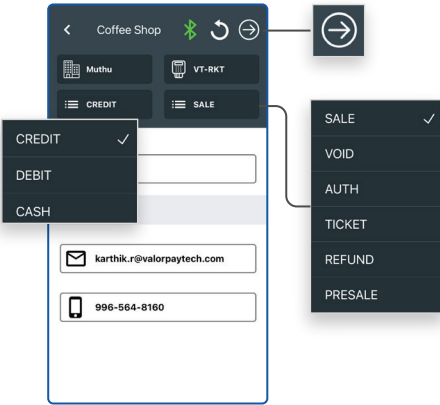 Coffee Shop
Muthu
VT-RKT
CREDIT
SALE
CREDIT
DEBIT
CASH
karthik.r@valorpaytech.com
996-564-8160
SALE
VOID
AUTH
TICKET
REFUND
PRESALE